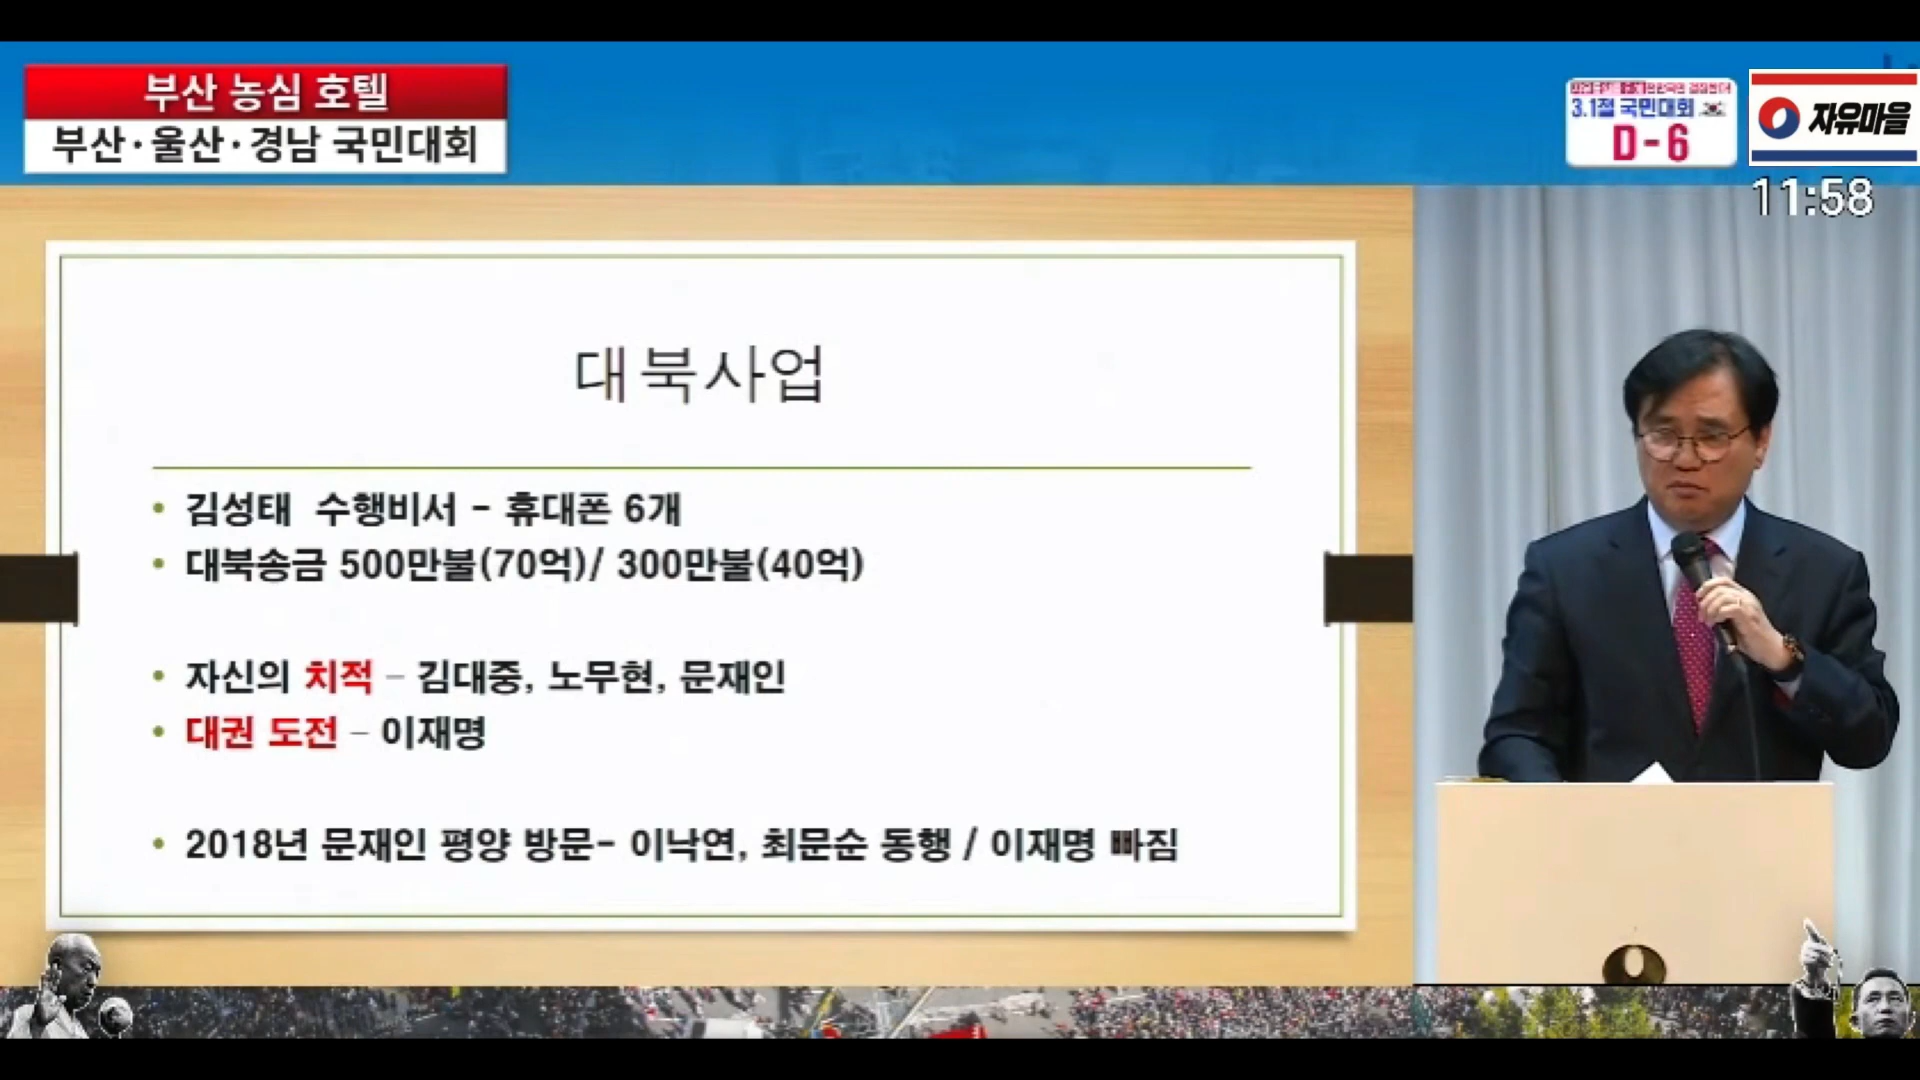 부산 농심 호텔
부산·울산·경남 국민대회
3.1절 국민대회
D-6
자유마을
11:58
대북사업
• 김성태 수행비서 - 휴대폰 6개
• 대북송금 500만불(70억)/ 300만불(40억)
• 자신의 치적 – 김대중, 노무현, 문재인
• 대권 도전 – 이재명
• 2018년 문재인 평양 방문- 이낙연, 최문순 동행 / 이재명 빠짐